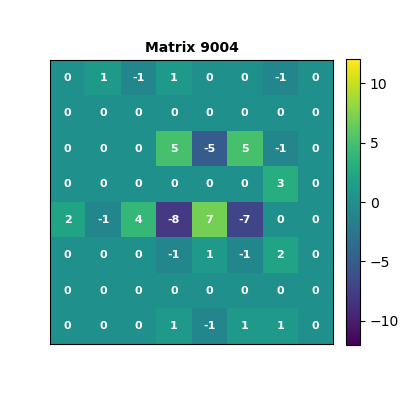 Matrix 9004
0 1 -1 1 0 0 -1 0
0 0 0 0 0 0 0 0
0 0 0 5 -5 5 -1 0
0 0 0 0 0 0 3 0
2 -1 4 -8 7 -7 0 0
0 0 0 -1 1 -1 2 0
0 0 0 0 0 0 0 0
0 0 0 1 -1 1 1 0
10
5
0
−5
−10